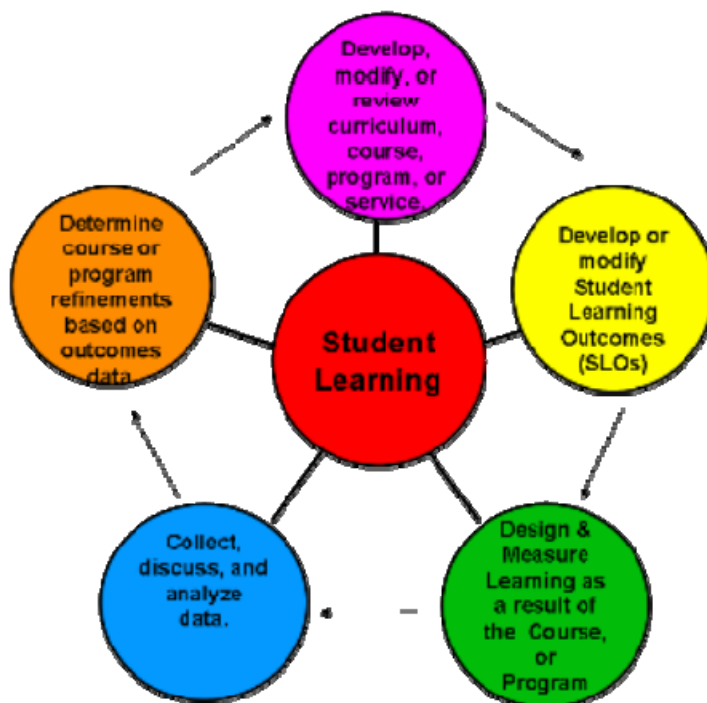 Develop,
modify, or
review
curriculum,
course,
program, or
service.
Develop or
modify
Student
Learning
Outcomes
(SLOs)
Design &
Measure
Learning as
a result of
the Course,
or
Program
Collect,
discuss, and
analyze
data.
Determine
course or
program
refinements
based on
outcomes
data
Student
Learning